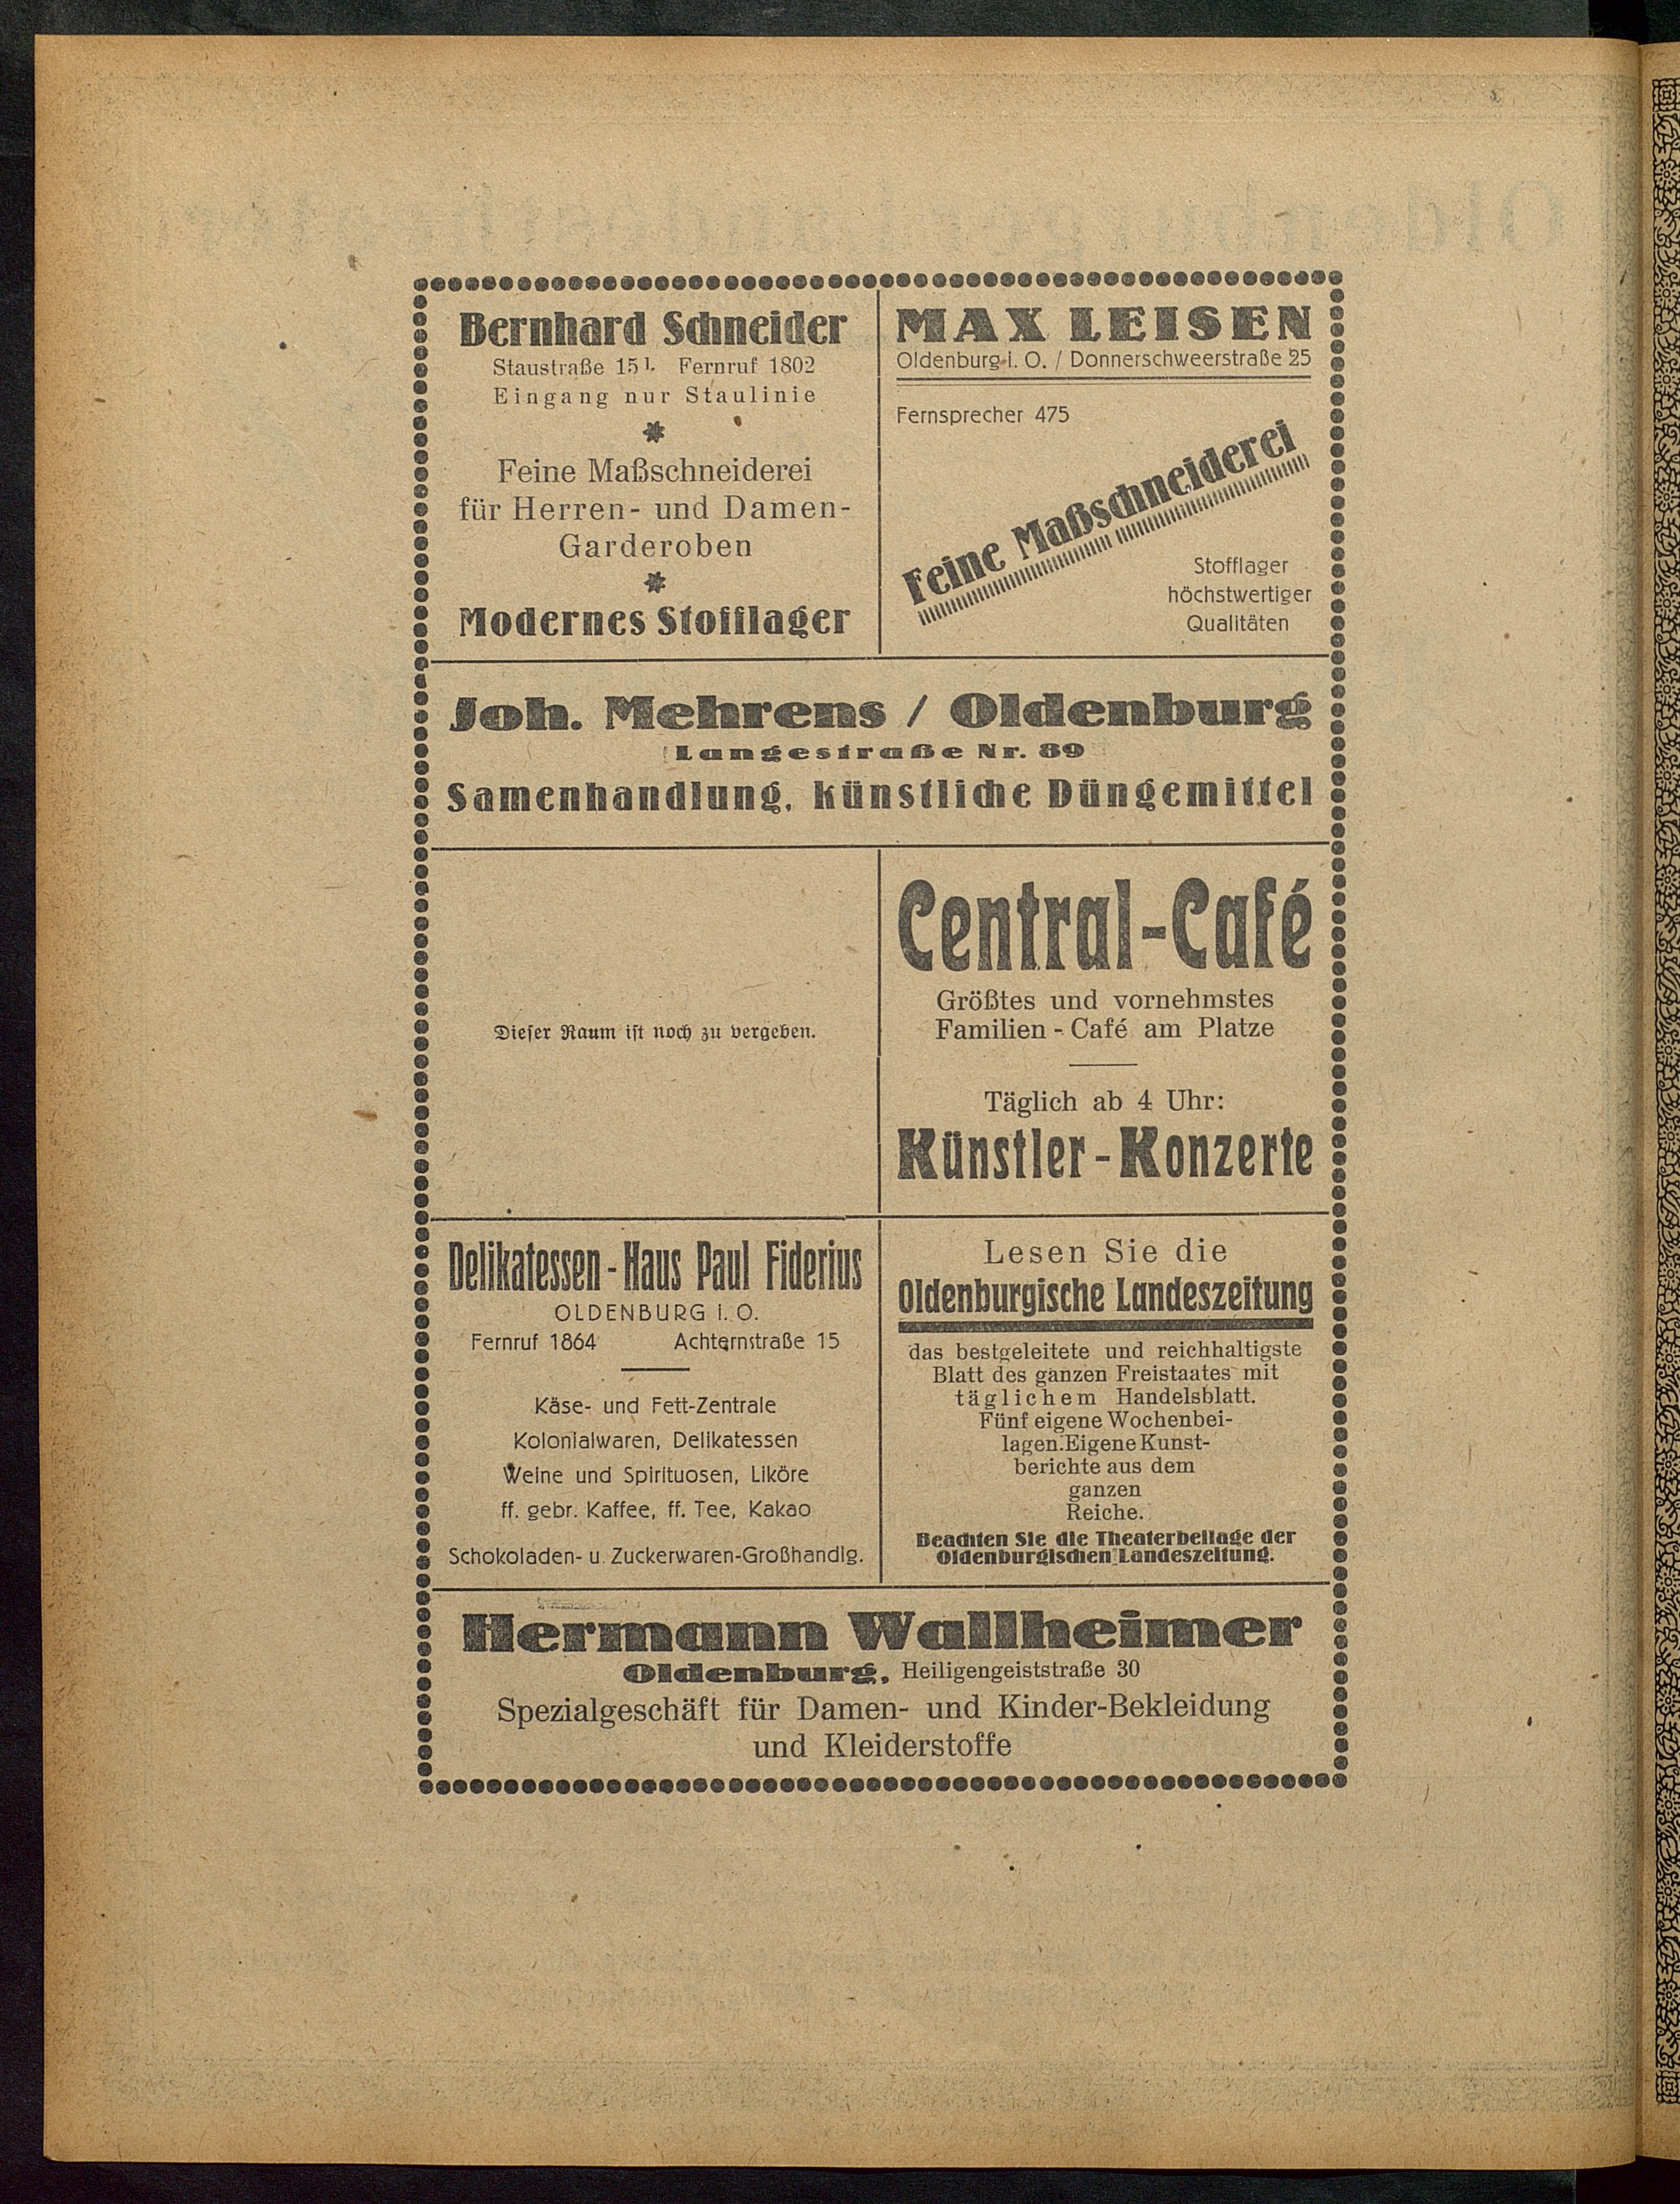 Bernhard Schneider
Staustraße 15 I. Fernruf 1802
Eingang nur Staulinie
Feine Maßschneiderei
für Herren- und Damen-
Garderoben
Modernes Stofflager
MAX LEISEN
Oldenburg i. O. / Donnerschweerstraße 25
Fernsprecher 475
Feine Maßschneiderei
Stofflager
höchstwertiger
Qualitäten
Joh. Mehrens / Oldenburg
Langestraße Nr. 89
Samenhandlung, künstliche Düngemittel
Dieser Raum ist noch zu vergeben.
Central-Café
Größtes und vornehmstes
Familien - Café am Platze
Täglich ab 4 Uhr:
Künstler - Konzerte
Delikatessen - Haus Paul Fiderius
OLDENBURG i. O.
Fernruf 1864 Achternstraße 15
Käse- und Fett-Zentrale
Kolonialwaren, Delikatessen
Weine und Spirituosen, Liköre
ff. gebr. Kaffee, ff. Tee, Kakao
Schokoladen- u. Zuckerwaren-Großhandlg.
Lesen Sie die
Oldenburgische Landeszeitung
das bestgeleitete und reichhaltigste
Blatt des ganzen Freistaates mit
täglichem Handelsblatt.
Fünf eigene Wochenbei-
lagen. Eigene Kunst-
berichte aus dem
ganzen
Reiche.
Beachten Sie die Theaterbeilage der
Oldenburgischen Landeszeitung.
Hermann Wallheimer
Oldenburg, Heiligengeiststraße 30
Spezialgeschäft für Damen- und Kinder-Bekleidung
und Kleiderstoffe